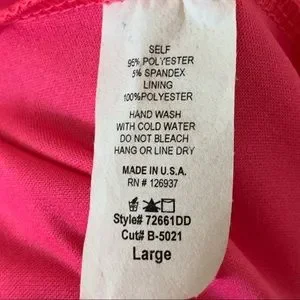 SELF
95% POLYESTER
5% SPANDEX
LINING
100%POLYESTER
HAND WASH
WITH COLD WATER
DO NOT BLEACH
HANG OR LINE DRY
MADE IN U.S.A.
RN # 126937
Style# 72661DD
Cut# B-5021
Large